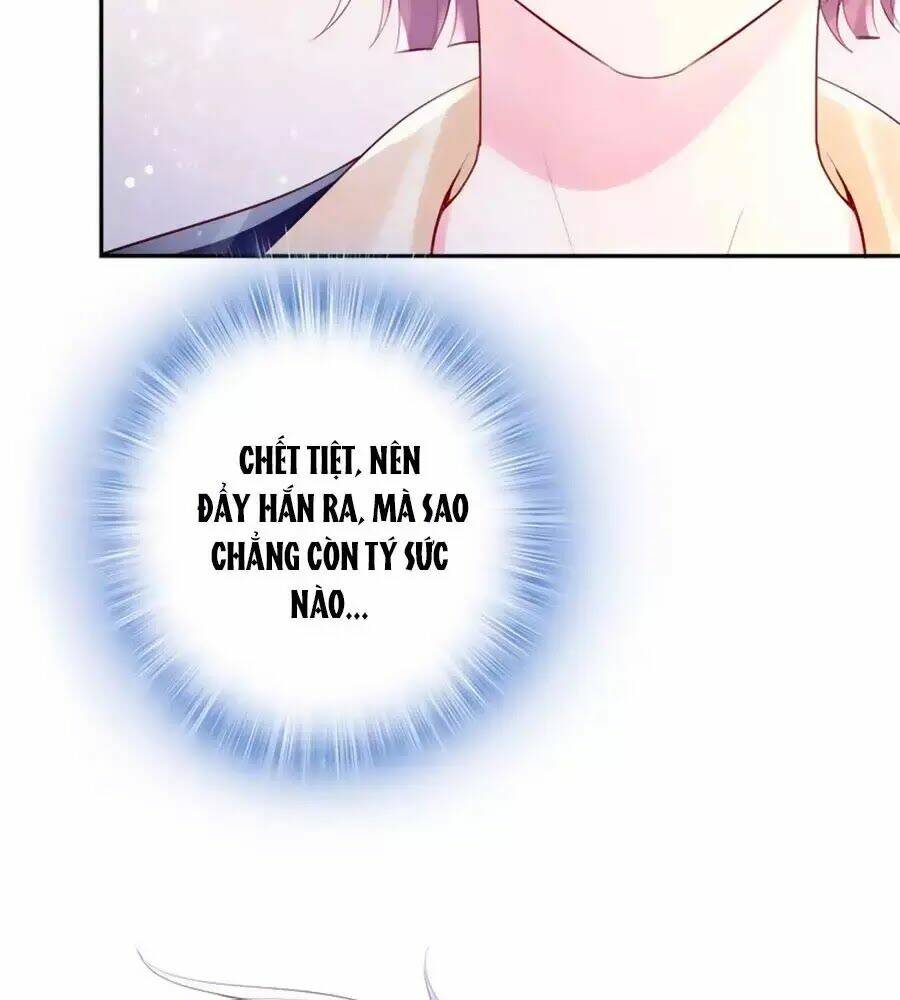 CHẾT TIỆT, NÊN
ĐẨY HẮN RA, MÀ SAO
CHẲNG CÒN TÝ SỨC
NÀO...